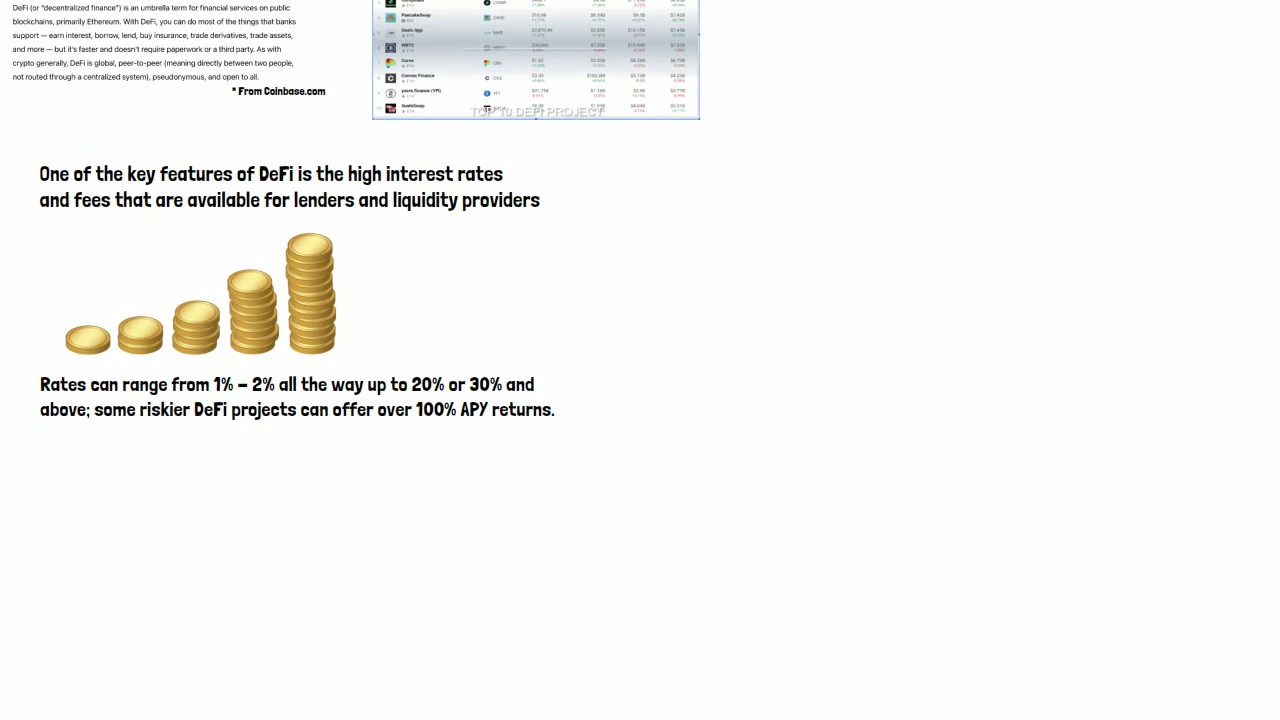 DeFi (or “decentralized finance”) is an umbrella term for financial services on public
blockchains, primarily Ethereum. With DeFi, you can do most of the things that banks
support — earn interest, borrow, lend, buy insurance, trade derivatives, trade assets,
and more — but it’s faster and doesn’t require paperwork or a third party. As with
crypto generally, DeFi is global, peer-to-peer (meaning directly between two people,
not routed through a centralized system), pseudonymous, and open to all.
* From Coinbase.com
COMP
PancakeSwap CAKE
Oasis App MKR
WBTC
Curve CRV
Convex Finance CVX
yearn.finance (YFI) YFI
SushiSwap
TOP 10 DEFI PROJECT
One of the key features of DeFi is the high interest rates
and fees that are available for lenders and liquidity providers
Rates can range from 1% – 2% all the way up to 20% or 30% and
above; some riskier DeFi projects can offer over 100% APY returns.